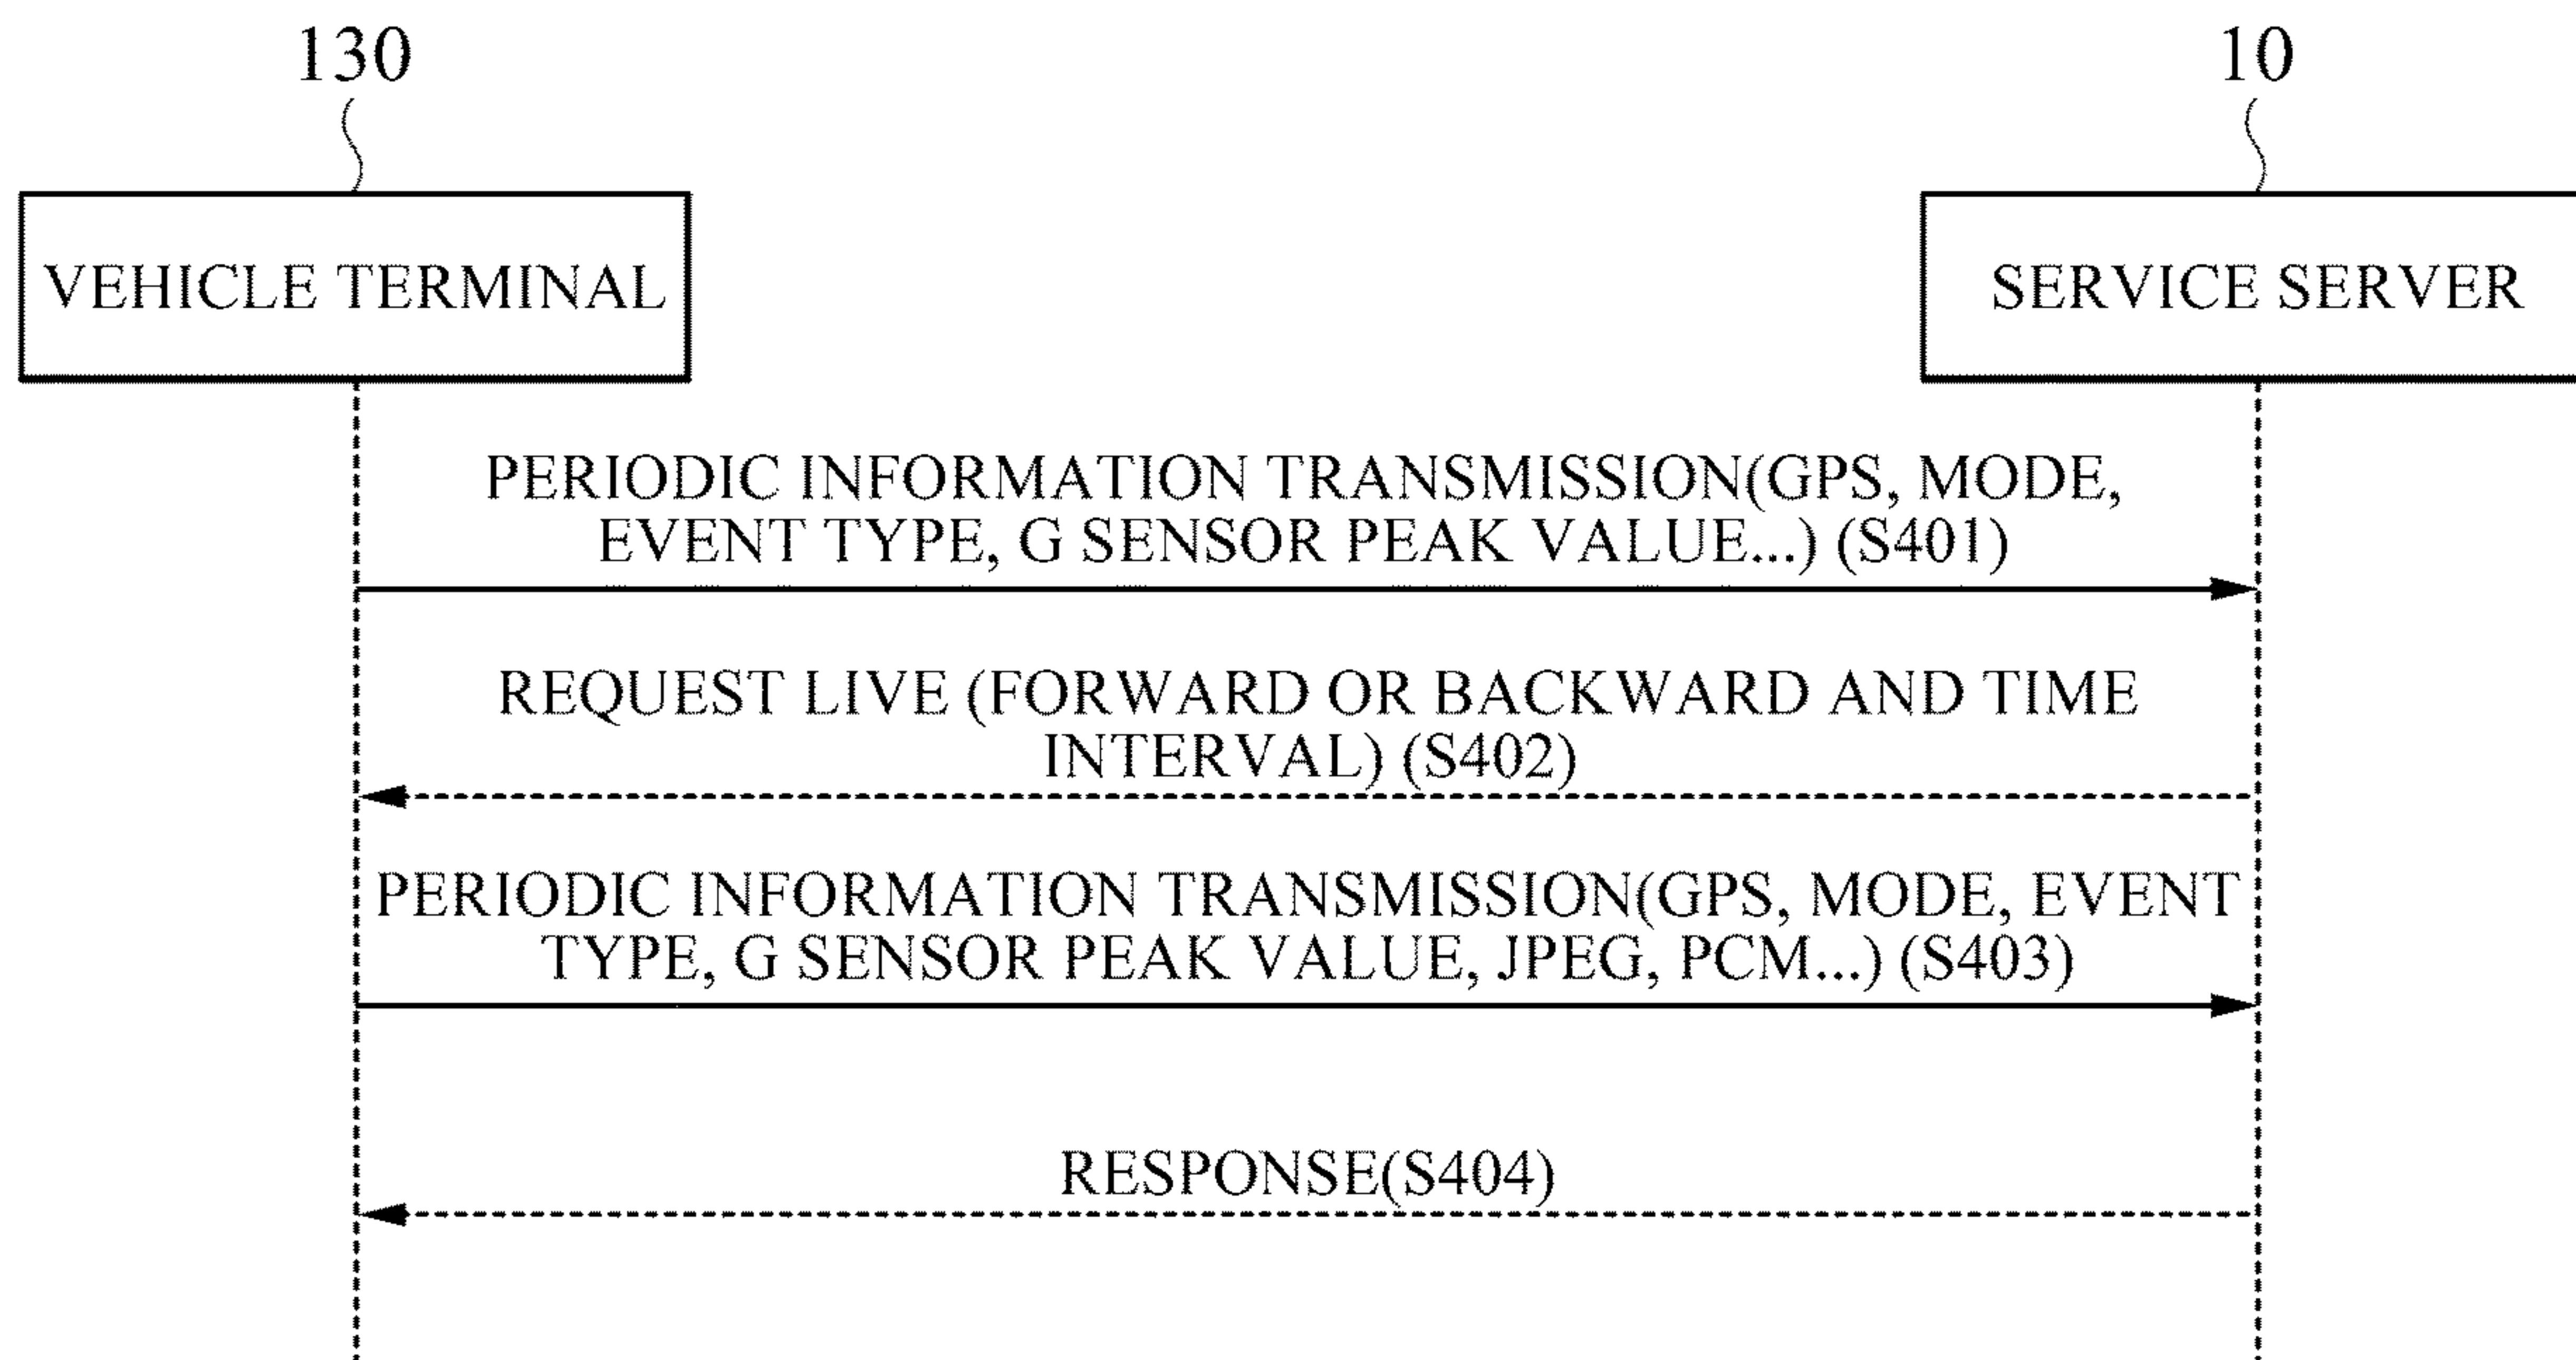 130
10
VEHICLE TERMINAL
SERVICE SERVER
PERIODIC INFORMATION TRANSMISSION(GPS, MODE,
EVENT TYPE, G SENSOR PEAK VALUE...) (S401)
REQUEST LIVE (FORWARD OR BACKWARD AND TIME
INTERVAL) (S402)
PERIODIC INFORMATION TRANSMISSION(GPS, MODE, EVENT
TYPE, G SENSOR PEAK VALUE, JPEG, PCM...) (S403)
RESPONSE(S404)